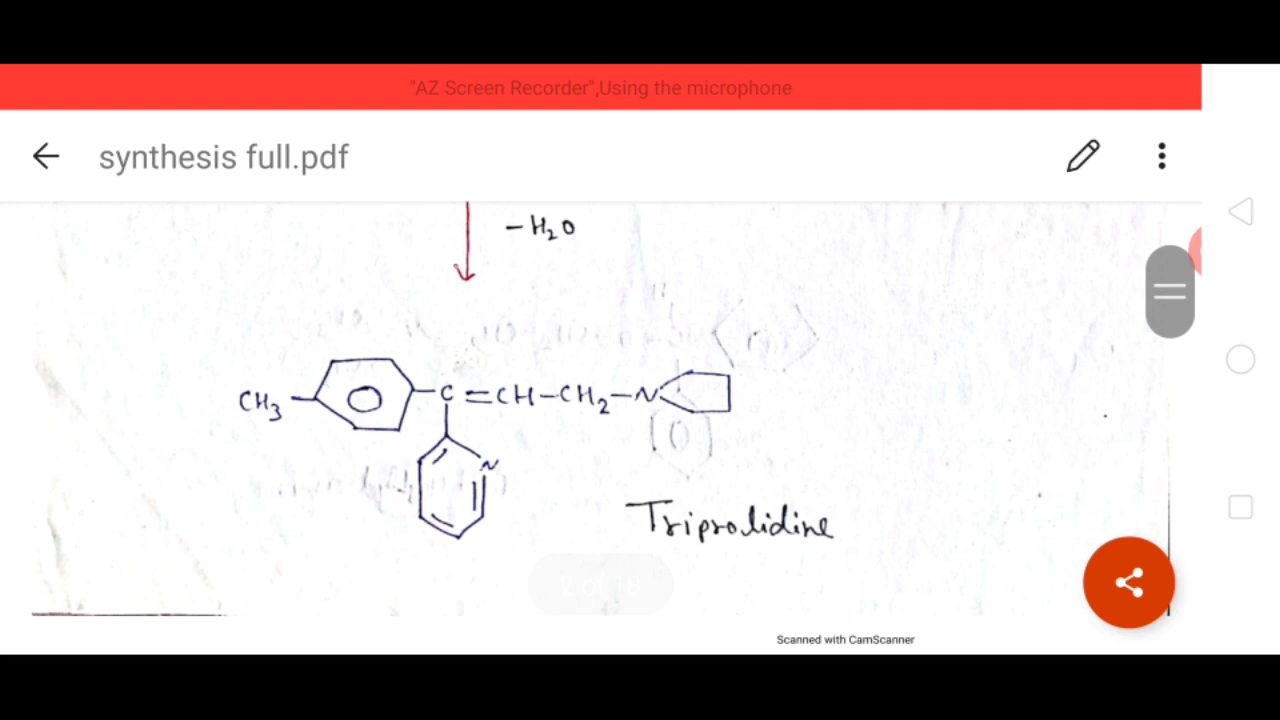 "AZ Screen Recorder",Using the microphone
synthesis full.pdf
-H₂O
CH₃ C=CH-CH₂-N
N
Triprolidine
Scanned with CamScanner